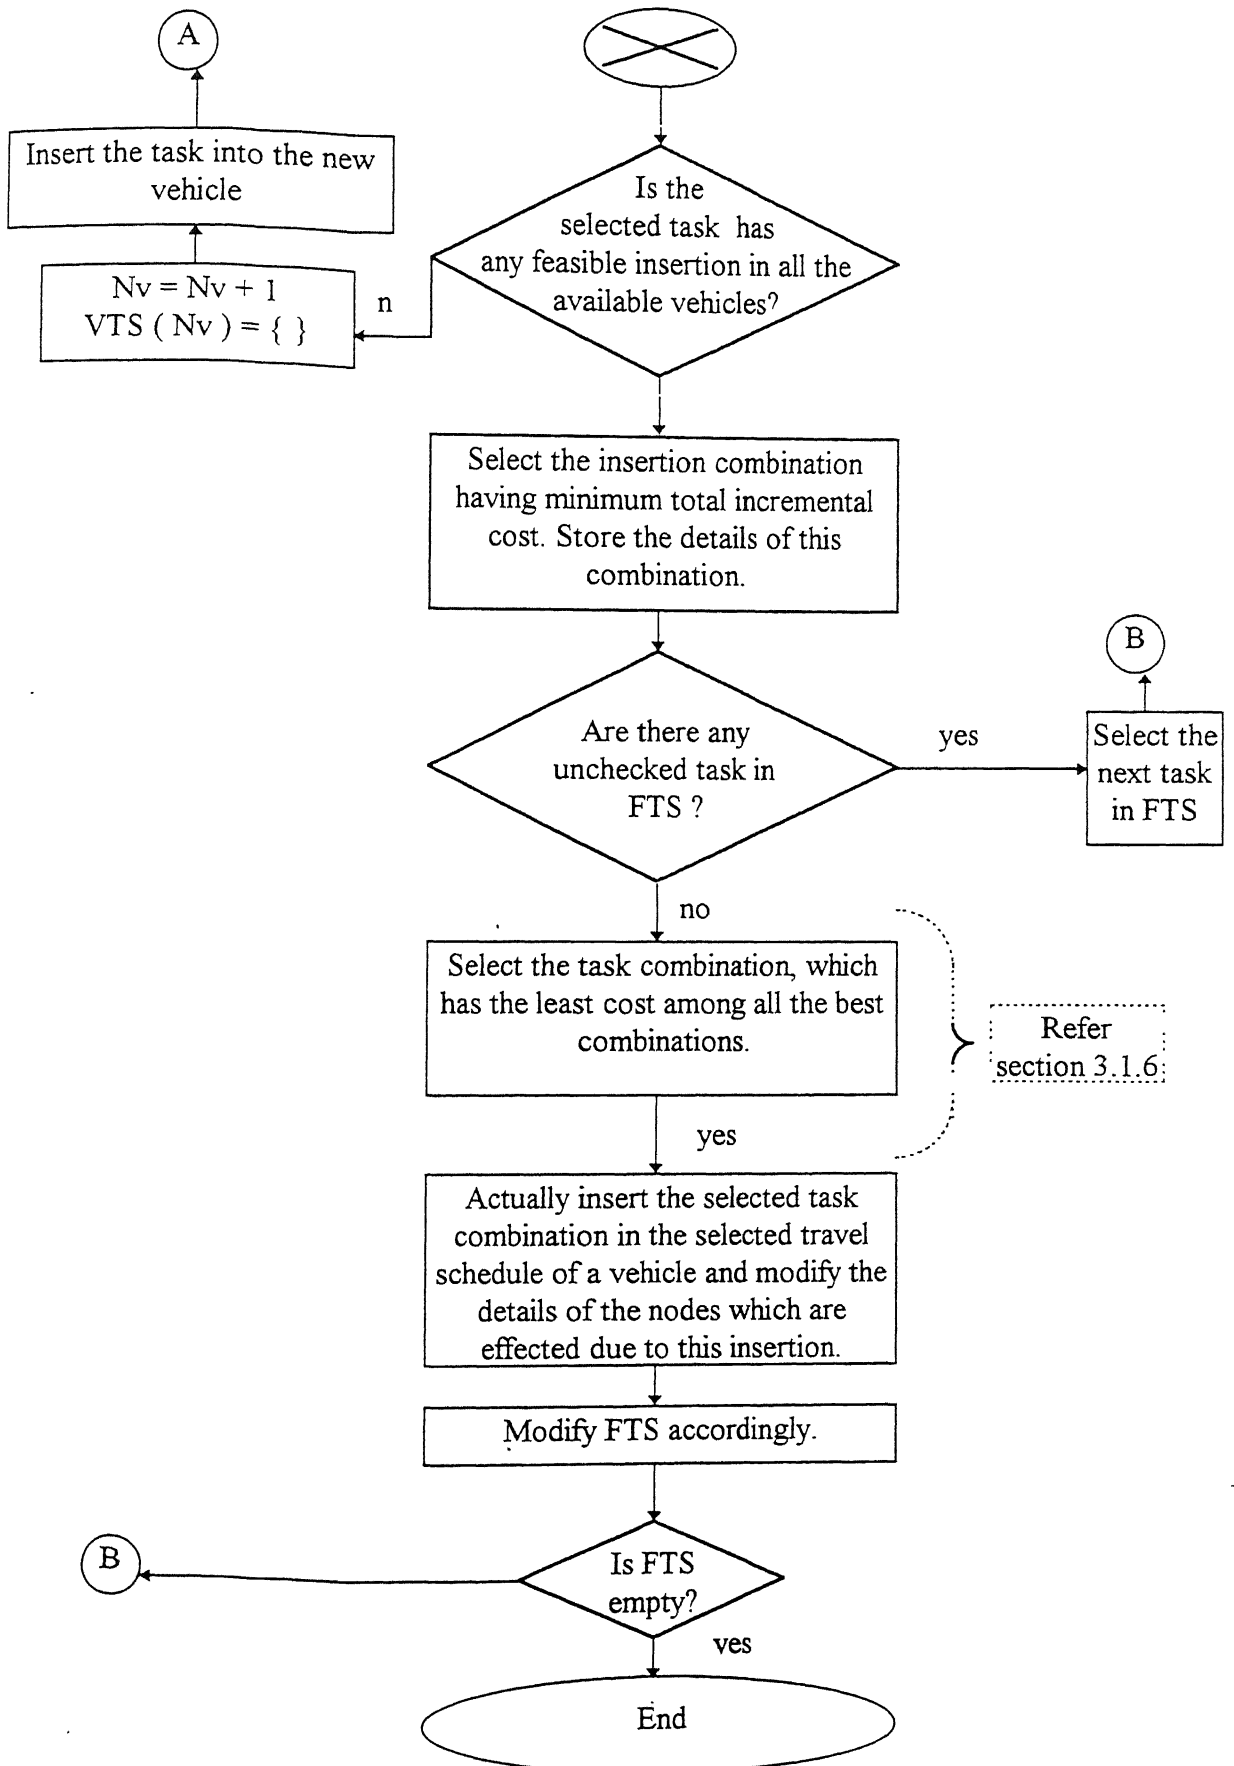 A
Insert the task into the new
vehicle
Nv = Nv + 1
VTS ( Nv ) = { }
n
Is the
selected task has
any feasible insertion in all the
available vehicles?
Select the insertion combination
having minimum total incremental
cost. Store the details of this
combination.
B
Are there any
unchecked task in
FTS ?
yes
Select the
next task
in FTS
no
Select the task combination, which
has the least cost among all the best
combinations.
Refer
section 3.1.6
yes
Actually insert the selected task
combination in the selected travel
schedule of a vehicle and modify the
details of the nodes which are
effected due to this insertion.
Modify FTS accordingly.
B
Is FTS
empty?
yes
End